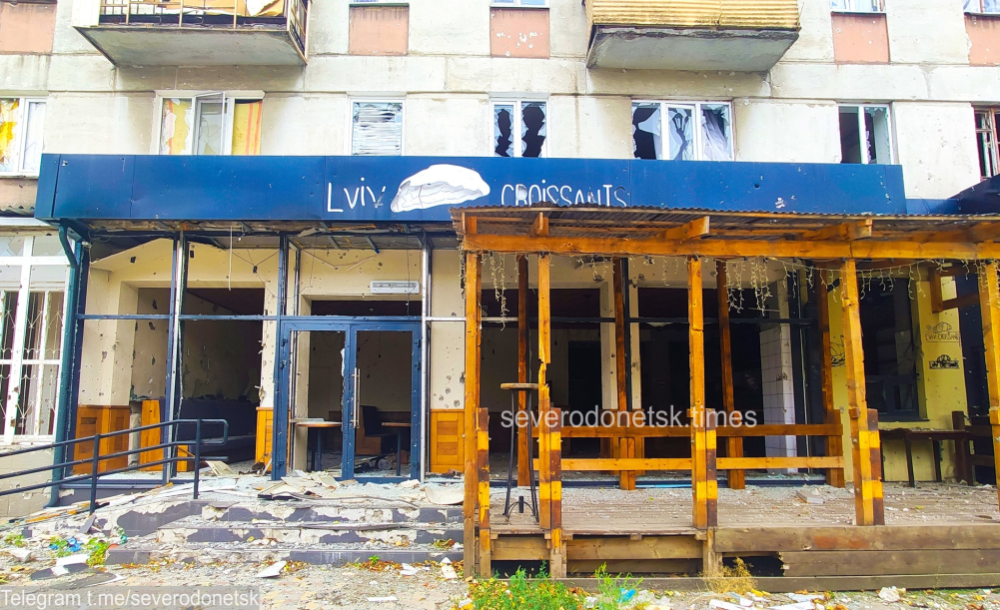 LVIV CROISSANTS
severodonetsk.times
Telegram t.me/severodonetsk